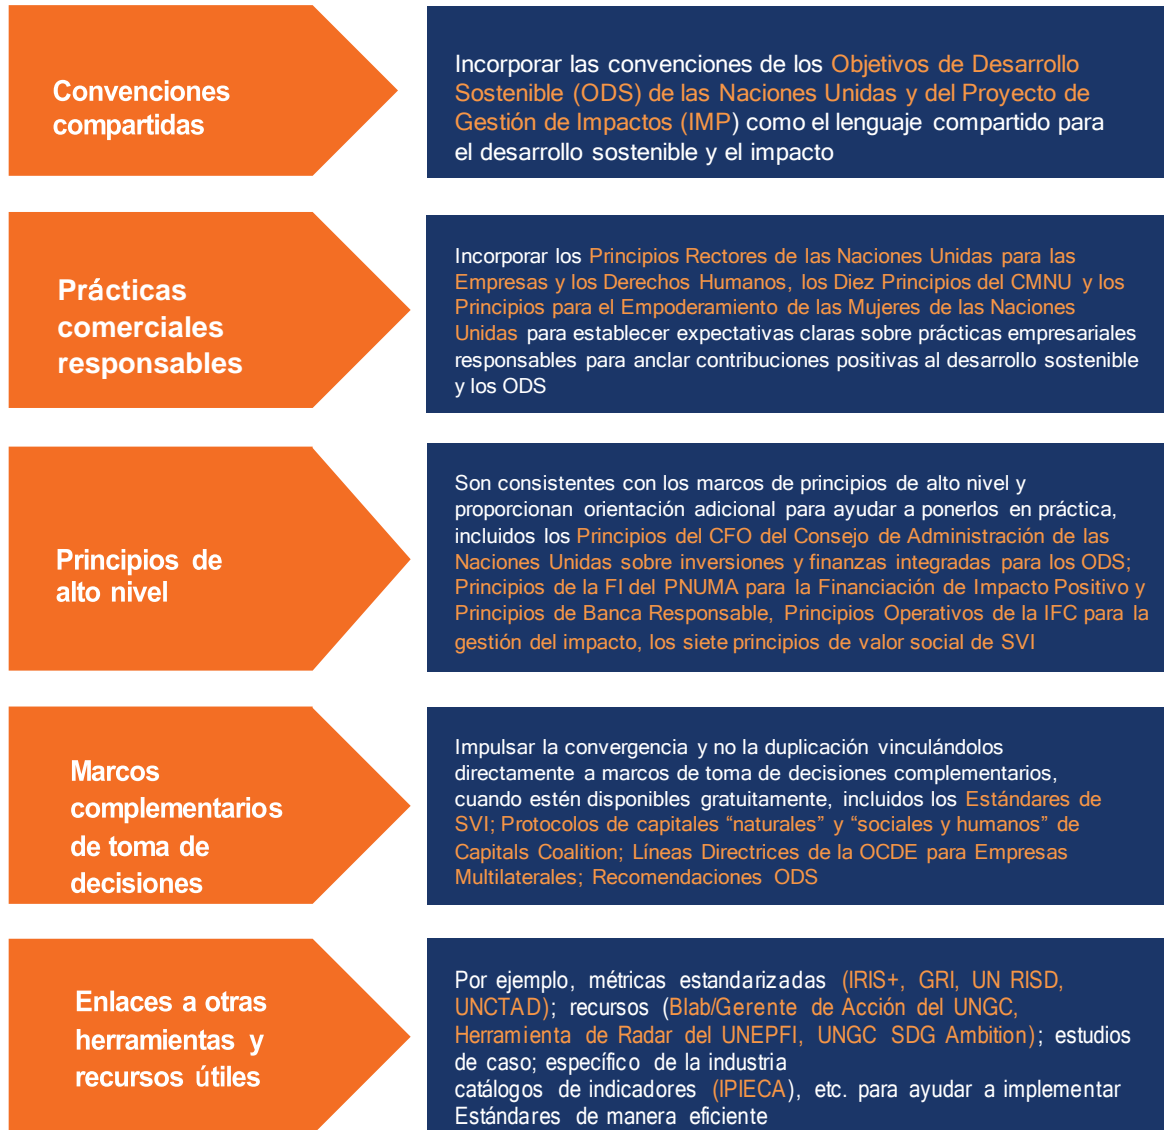 Convenciones
compartidas
Incorporar las convenciones de los Objetivos de Desarrollo
Sostenible (ODS) de las Naciones Unidas y del Proyecto de
Gestión de Impactos (IMP) como el lenguaje compartido para
el desarrollo sostenible y el impacto
Prácticas
comerciales
responsables
Incorporar los Principios Rectores de las Naciones Unidas para las
Empresas y los Derechos Humanos, los Diez Principios del CMNU y los
Principios para el Empoderamiento de las Mujeres de las Naciones
Unidas para establecer expectativas claras sobre prácticas empresariales
responsables para anclar contribuciones positivas al desarrollo sostenible
y los ODS
Principios de
alto nivel
Son consistentes con los marcos de principios de alto nivel y
proporcionan orientación adicional para ayudar a ponerlos en práctica,
incluidos los Principios del CFO del Consejo de Administración de las
Naciones Unidas sobre inversiones y finanzas integradas para los ODS;
Principios de la FI del PNUMA para la Financiación de Impacto Positivo y
Principios de Banca Responsable, Principios Operativos de la IFC para la
gestión del impacto, los siete principios de valor social de SVI
Marcos
complementarios
de toma de
decisiones
Impulsar la convergencia y no la duplicación vinculándolos
directamente a marcos de toma de decisiones complementarios,
cuando estén disponibles gratuitamente, incluidos los Estándares de
SVI; Protocolos de capitales “naturales” y “sociales y humanos” de
Capitals Coalition; Líneas Directrices de la OCDE para Empresas
Multilaterales; Recomendaciones ODS
Enlaces a otras
herramientas y
recursos útiles
Por ejemplo, métricas estandarizadas (IRIS+, GRI, UN RISD,
UNCTAD); recursos (Blab/Gerente de Acción del UNGC,
Herramienta de Radar del UNEPFI, UNGC SDG Ambition); estudios
de caso; específico de la industria
catálogos de indicadores (IPIECA), etc. para ayudar a implementar
Estándares de manera eficiente